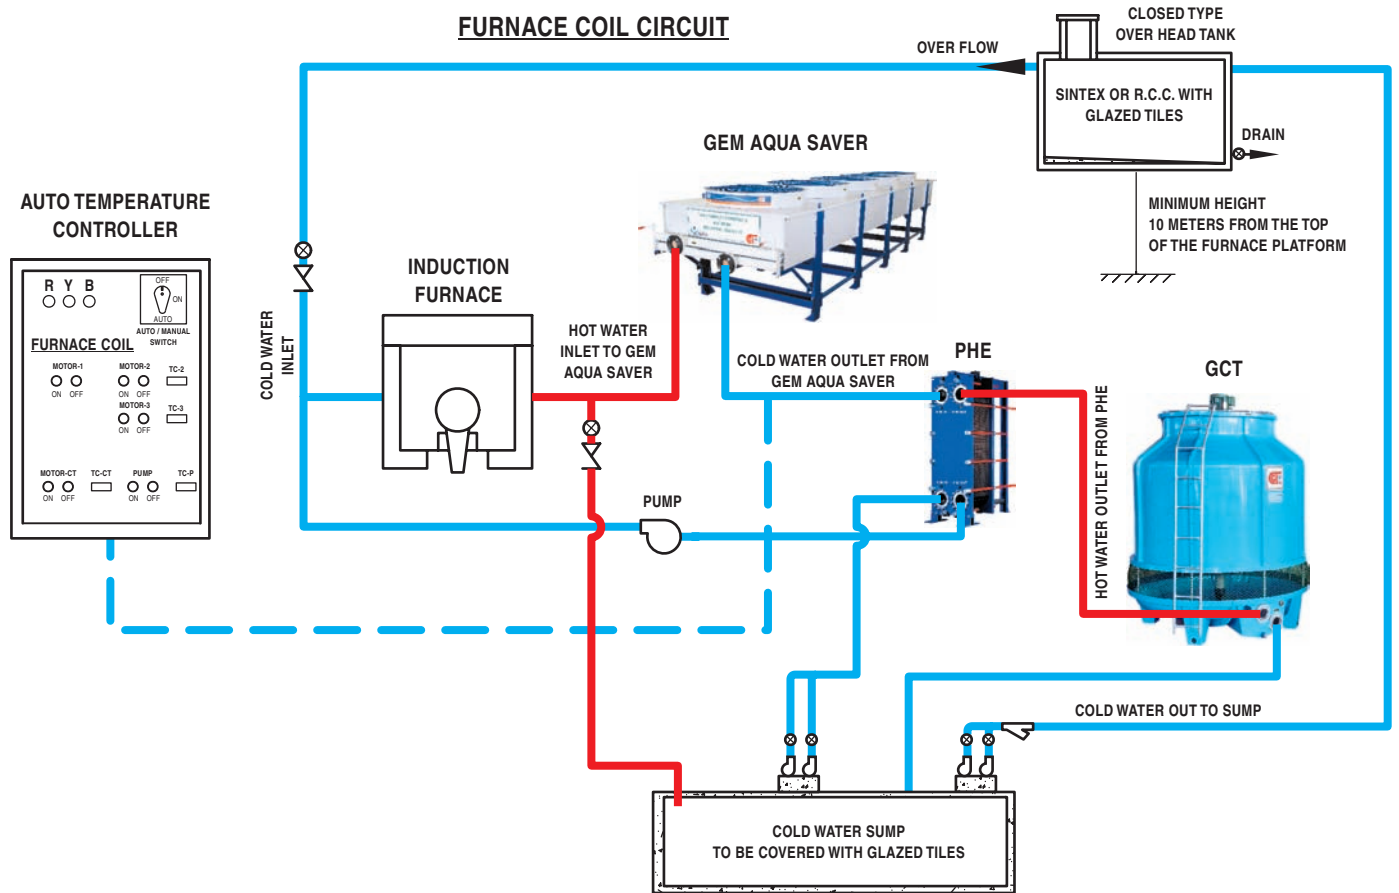 FURNACE COIL CIRCUIT
CLOSED TYPE
OVER HEAD TANK
OVER FLOW
SINTEX OR R.C.C. WITH
GLAZED TILES
DRAIN
MINIMUM HEIGHT
10 METERS FROM THE TOP
OF THE FURNACE PLATFORM
GEM AQUA SAVER
AUTO TEMPERATURE
CONTROLLER
R Y B
OFF
ON
AUTO
AUTO / MANUAL
SWITCH
FURNACE COIL
MOTOR-1
ON OFF
MOTOR-2
ON OFF
TC-2
MOTOR-3
ON OFF
TC-3
MOTOR-CT
ON OFF
TC-CT
PUMP
ON OFF
TC-P
COLD WATER
INLET
INDUCTION
FURNACE
HOT WATER
INLET TO GEM
AQUA SAVER
COLD WATER OUTLET FROM
GEM AQUA SAVER
PHE
GCT
HOT WATER OUTLET FROM PHE
PUMP
COLD WATER OUT TO SUMP
COLD WATER SUMP
TO BE COVERED WITH GLAZED TILES